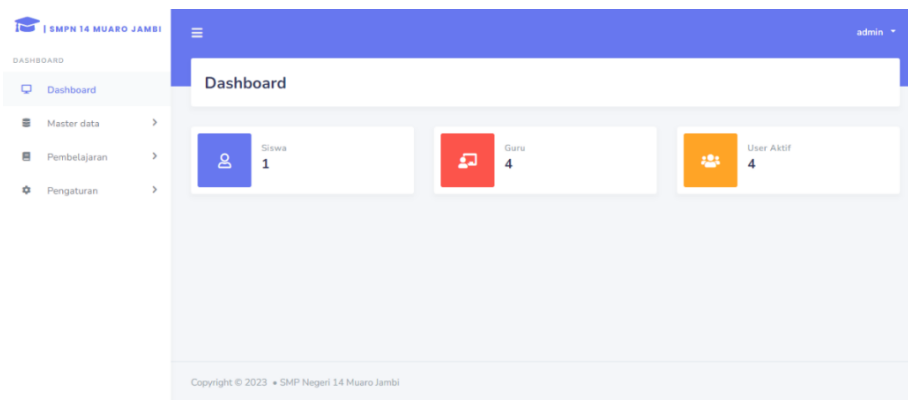 | SMPN 14 MUARO JAMBI
admin
DASHBOARD
Dashboard
Master data
Pembelajaran
Pengaturan
Dashboard
Siswa
1
Guru
4
User Aktif
4
Copyright © 2023 • SMP Negeri 14 Muaro Jambi